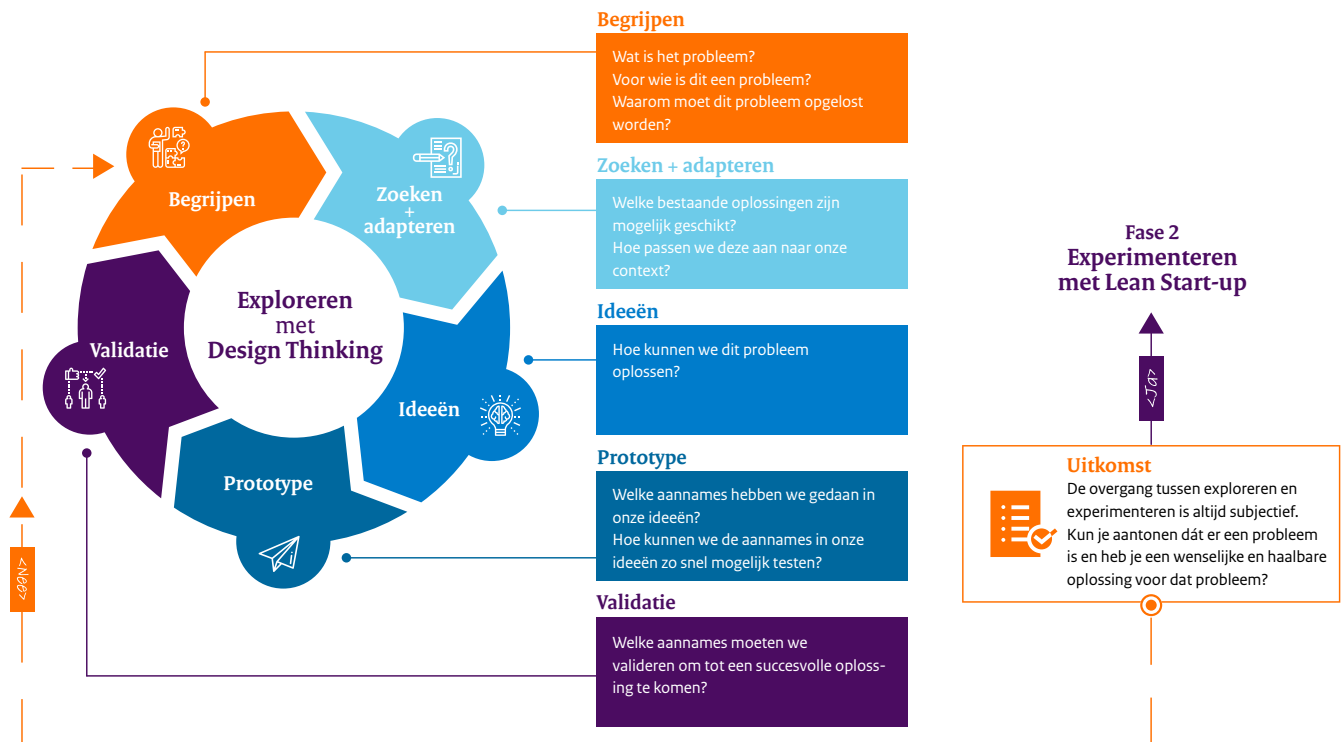 Begrijpen
Zoeken
+
adapteren
Ideeën
Prototype
Validatie
Exploreren
met
Design Thinking
<Nee>
Begrijpen
Wat is het probleem?
Voor wie is dit een probleem?
Waarom moet dit probleem opgelost
worden?
Zoeken + adapteren
Welke bestaande oplossingen zijn
mogelijk geschikt?
Hoe passen we deze aan naar onze
context?
Ideeën
Hoe kunnen we dit probleem
oplossen?
Prototype
Welke aannames hebben we gedaan in
onze ideeën?
Hoe kunnen we de aannames in onze
ideeën zo snel mogelijk testen?
Validatie
Welke aannames moeten we
valideren om tot een succesvolle oploss-
ing te komen?
Fase 2
Experimenteren
met Lean Start-up
<Ja>
Uitkomst
De overgang tussen exploreren en
experimenteren is altijd subjectief.
Kun je aantonen dát er een probleem
is en heb je een wenselijke en haalbare
oplossing voor dat probleem?